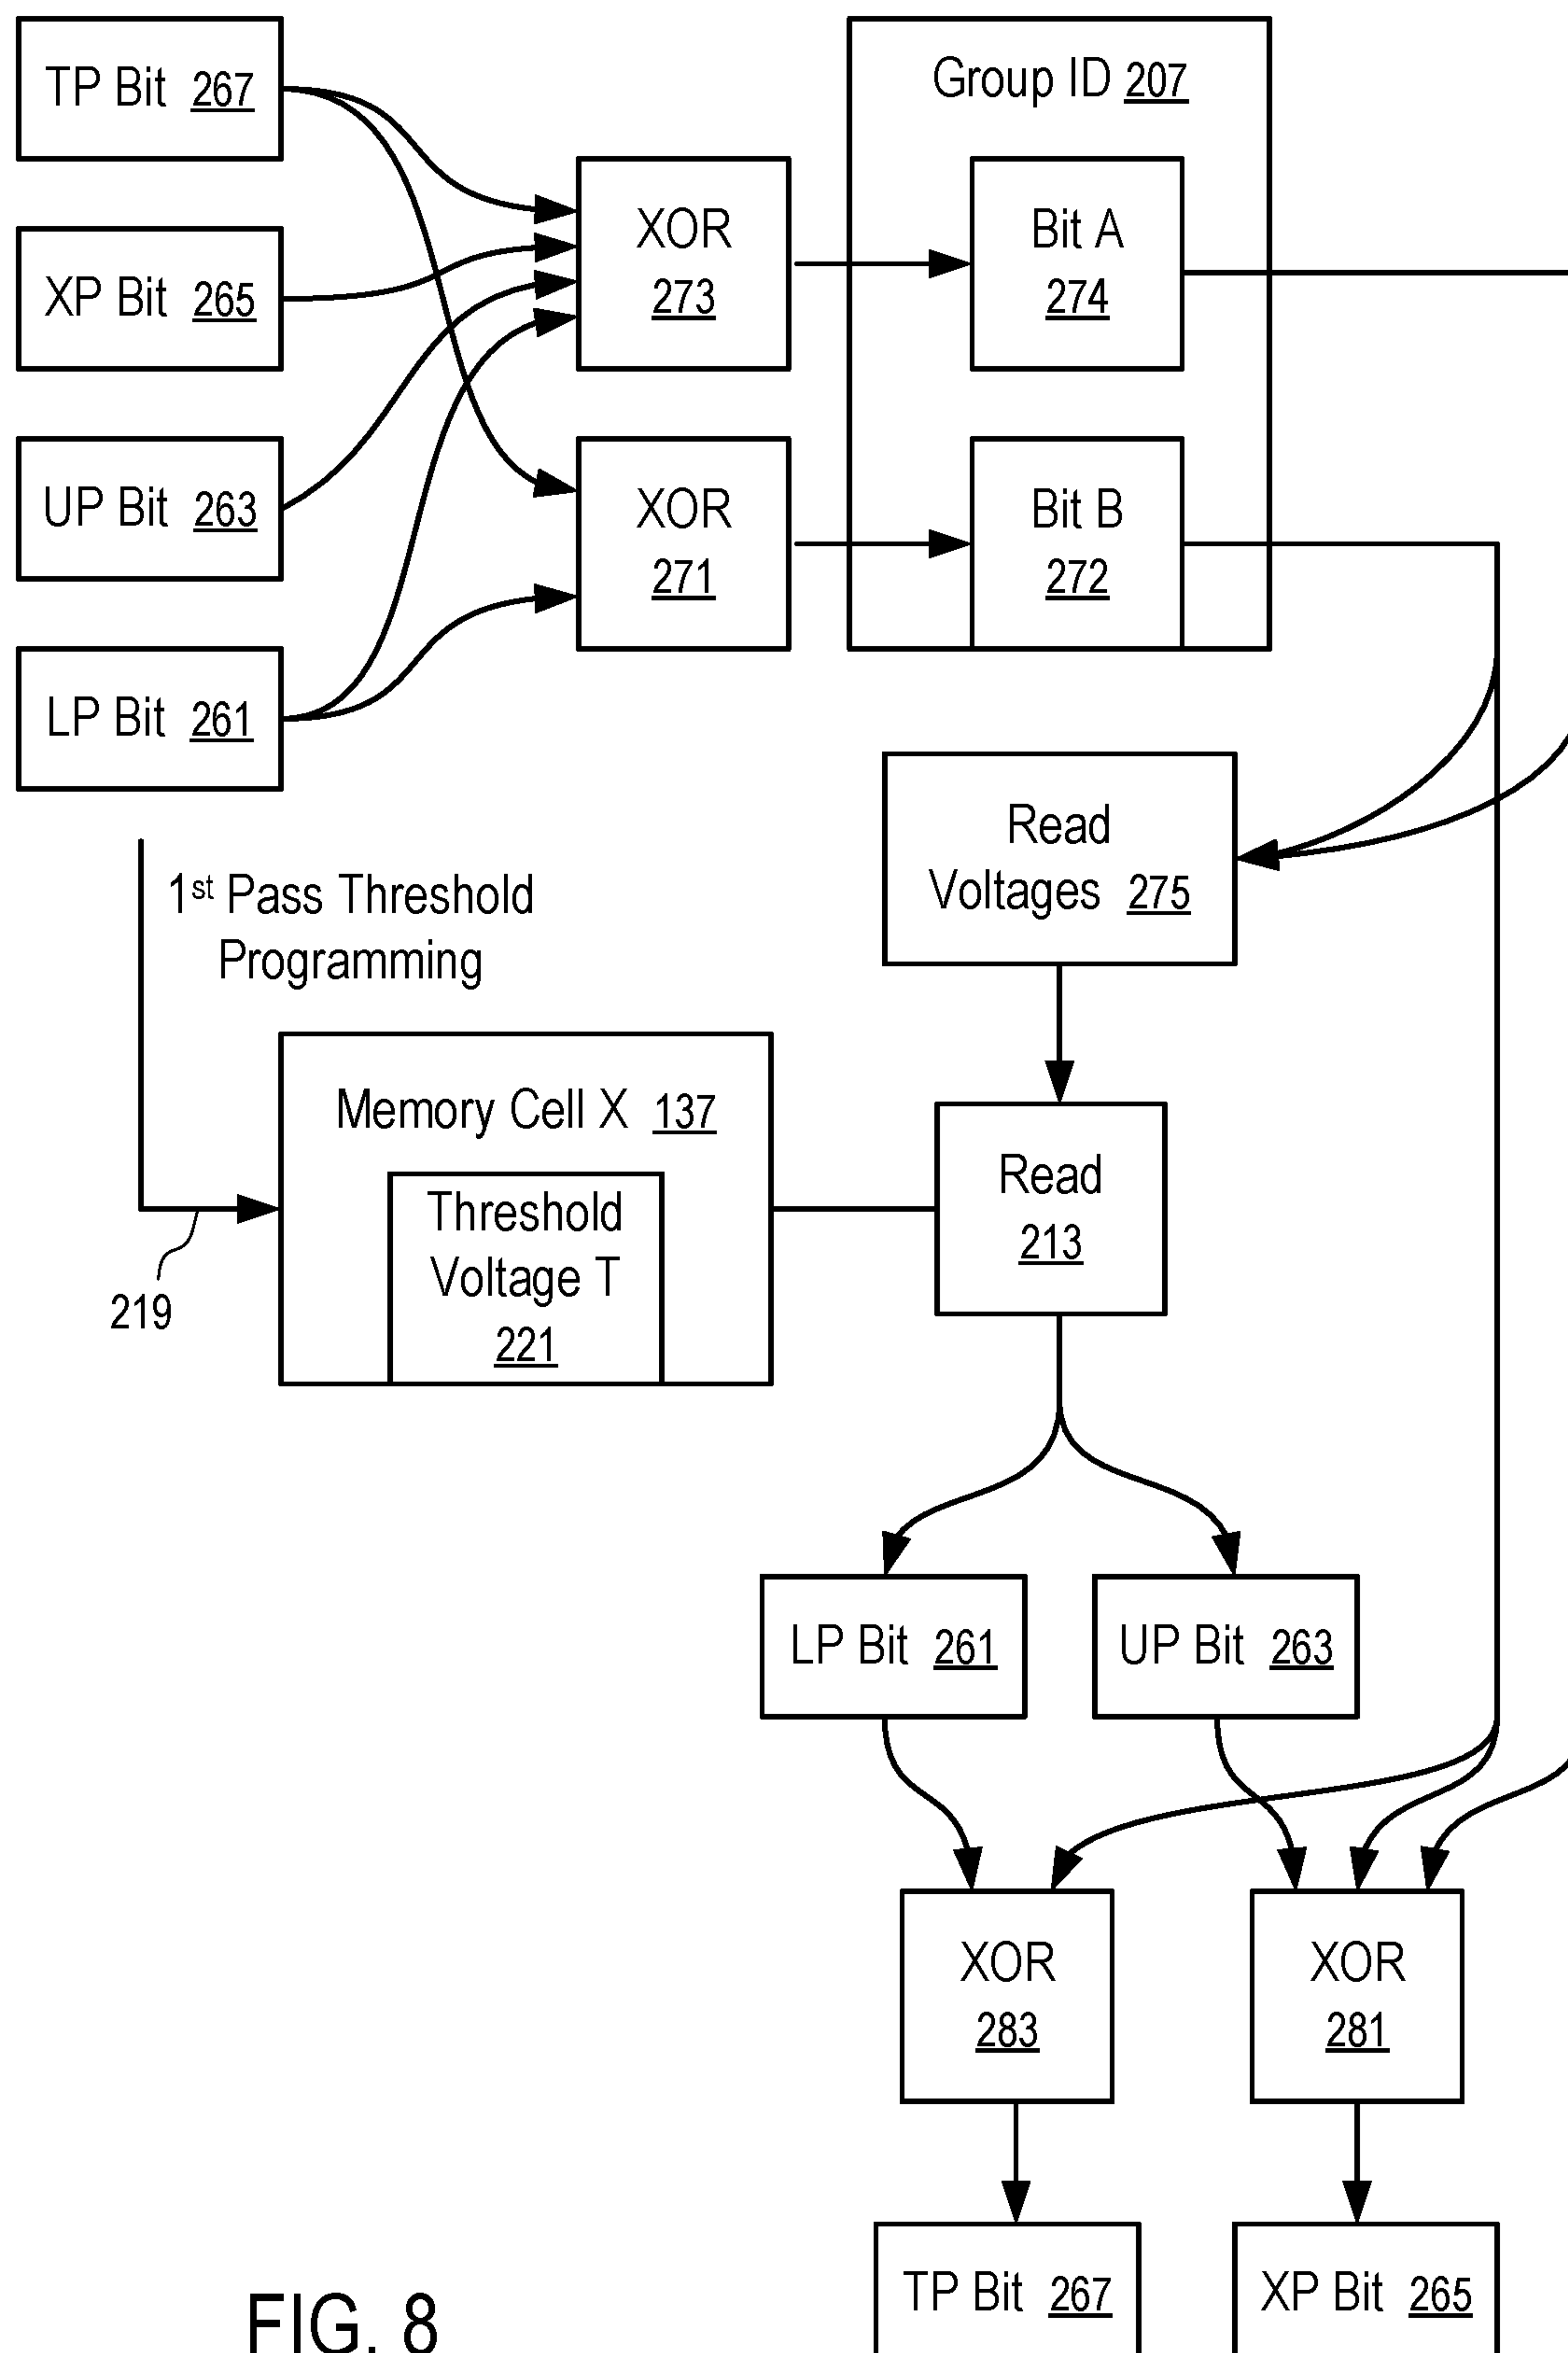 TP Bit 267
Group ID 207
XOR
273
Bit A
274
XP Bit 265
UP Bit 263
XOR
271
Bit B
272
LP Bit 261
Read
Voltages 275
1st Pass Threshold
Programming
Memory Cell X 137
Threshold
Voltage T
221
Read
213
219
LP Bit 261
UP Bit 263
XOR
283
XOR
281
TP Bit 267
XP Bit 265
FIG. 8